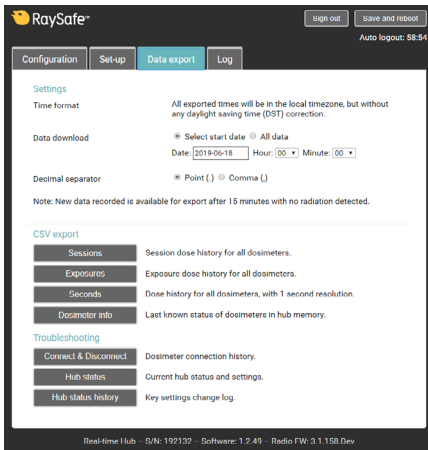 RaySafe™
Sign out
Save and reboot
Auto logout: 58:54
Configuration
Set-up
Data export
Log
Settings
Time format
All exported times will be in the local timezone, but without
any daylight saving time (DST) correction.
Data download
Select start date
All data
Date: 2019-06-18 Hour: 00 Minute: 00
Decimal separator
Point (.)
Comma (,)
Note: New data recorded is available for export after 15 minutes with no radiation detected.
CSV export
Sessions
Session dose history for all dosimeters.
Exposures
Exposure dose history for all dosimeters.
Seconds
Dose history for all dosimeters, with 1 second resolution.
Dosimeter info
Last known status of dosimeters in hub memory.
Troubleshooting
Connect & Disconnect
Dosimeter connection history.
Hub status
Current hub status and settings.
Hub status history
Key settings change log.
Real-time Hub – S/N: 192132 – Software: 1.2.49 – Radio FW: 3.1.158.Dev